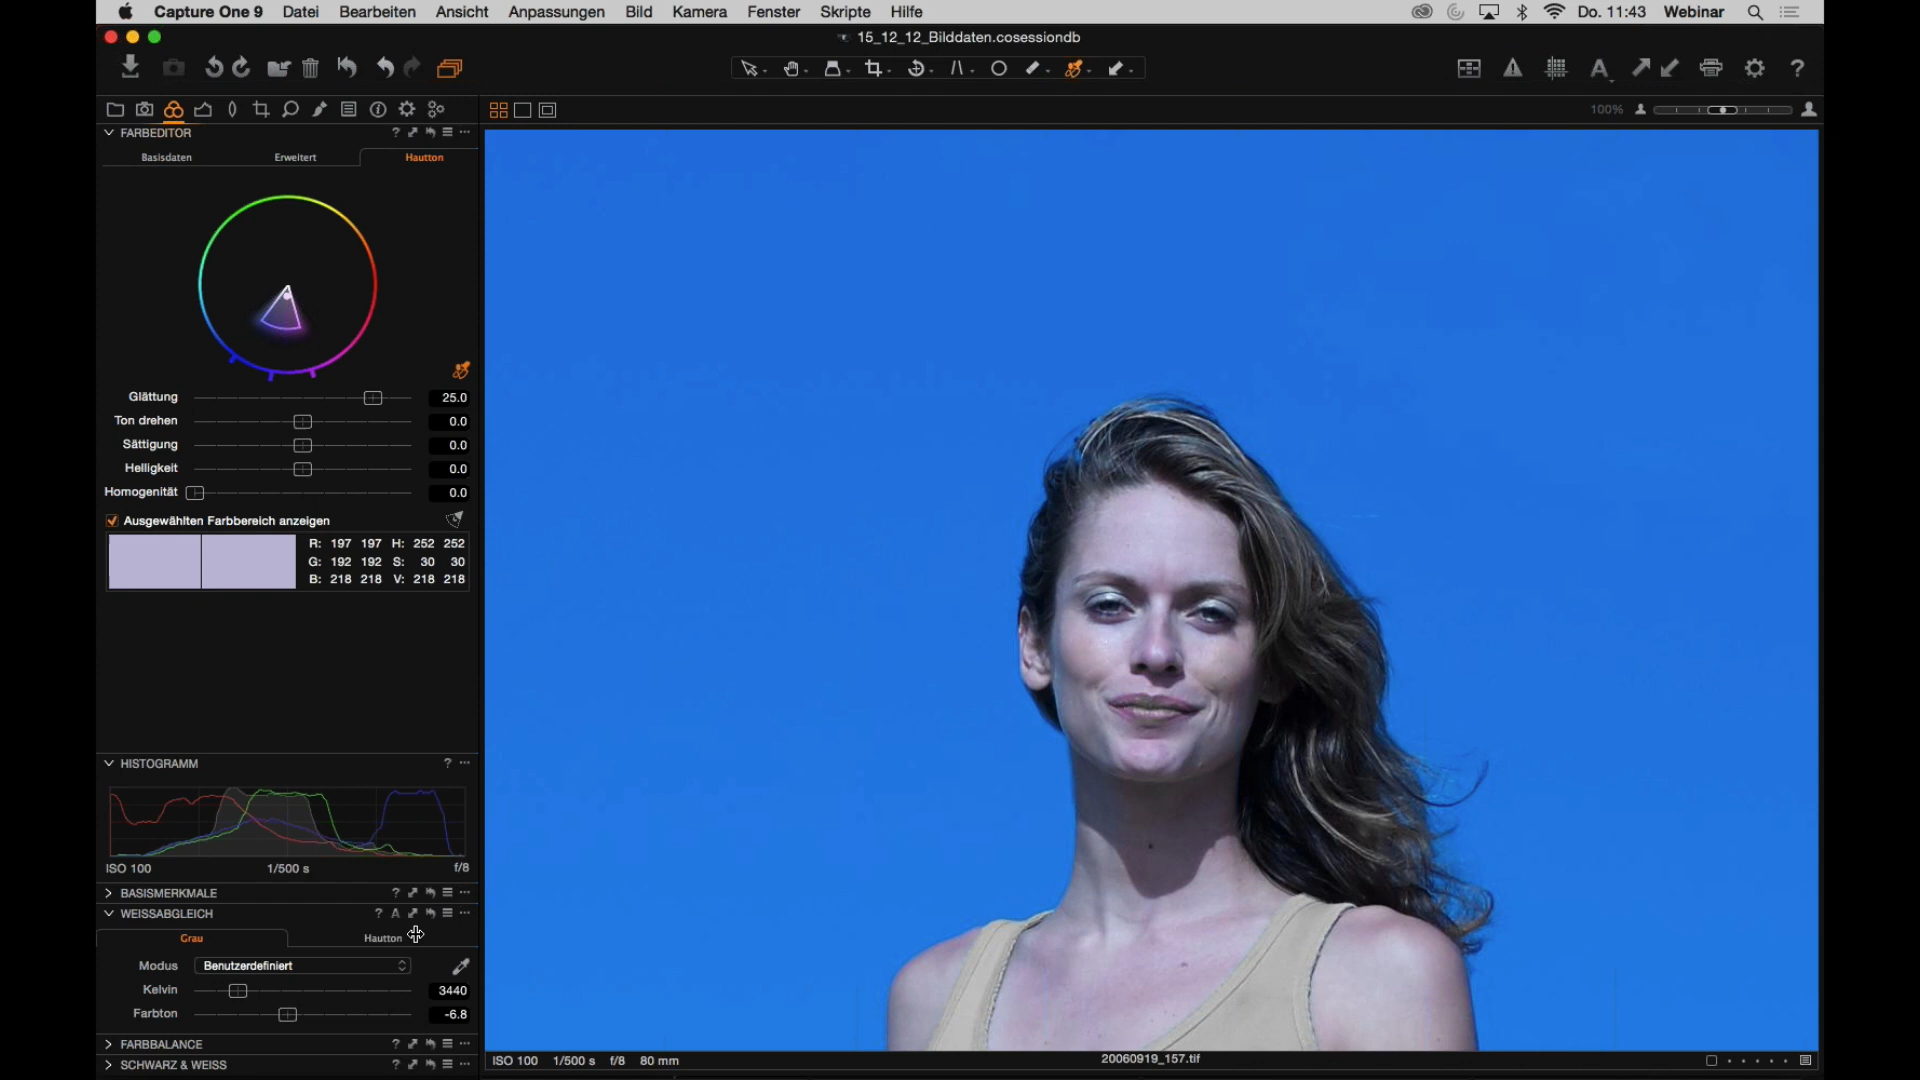 Capture One 9 Datei Bearbeiten Ansicht Anpassungen Bild Kamera Fenster Skripte Hilfe Do. 11:43 Webinar
15_12_12_Bilddaten.cosessiondb
100%
FARBEDITOR
Basisdaten Erweitert Hautton
Glättung 25.0
Ton drehen 0.0
Sättigung 0.0
Helligkeit 0.0
Homogenität 0.0
Ausgewählten Farbbereich anzeigen
R: 197 197 H: 252 252
G: 192 192 S: 30 30
B: 218 218 V: 218 218
HISTOGRAMM
ISO 100 1/500 s f/8
BASISMERKMALE
WEISSABGLEICH
Grau Hautton
Modus Benutzerdefiniert
Kelvin 3440
Farbton -6.8
FARBBALANCE
SCHWARZ & WEISS
ISO 100 1/500 s f/8 80 mm 20060919_157.tif